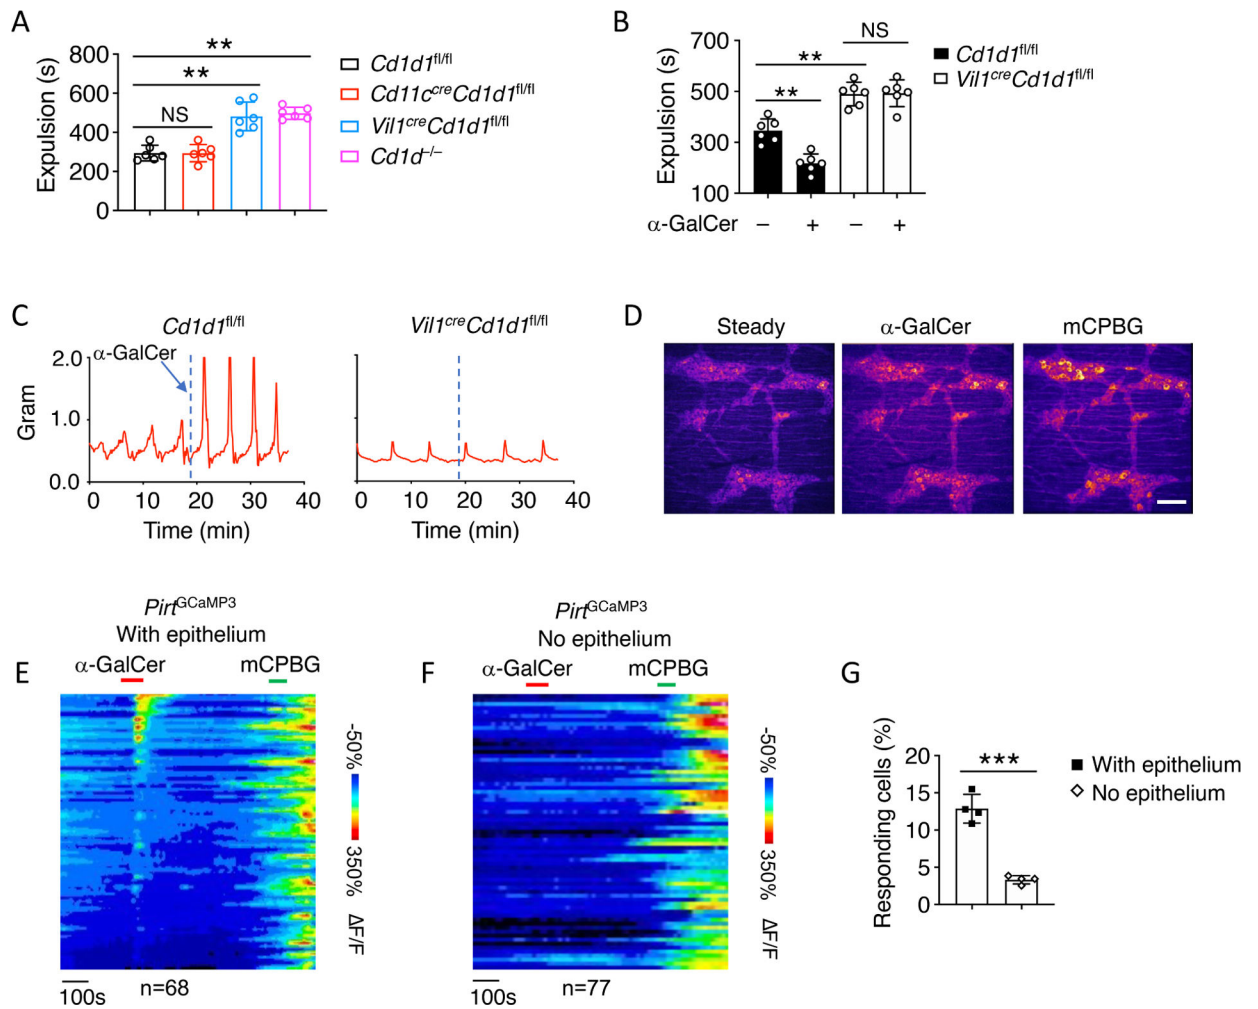 A
Expulsion (s)
800
600
400
200
0
**
**
NS
Cd1d1fl/fl
Cd11ccreCd1d1fl/fl
Vil1creCd1d1fl/fl
Cd1d–/–
B
Expulsion (s)
700
500
300
100
**
**
NS
α-GalCer – + – +
Cd1d1fl/fl
Vil1creCd1d1fl/fl
C
Cd1d1fl/fl
α-GalCer
Gram
2.0
1.0
0.0
0 10 20 30 40
Time (min)
Vil1creCd1d1fl/fl
0 10 20 30 40
Time (min)
D
Steady α-GalCer mCPBG
E
PirtGCaMP3
With epithelium
α-GalCer mCPBG
-50%
350%
ΔF/F
100s
n=68
F
PirtGCaMP3
No epithelium
α-GalCer mCPBG
-50%
350%
ΔF/F
100s
n=77
G
Responding cells (%)
20
15
10
5
0
***
With epithelium
No epithelium